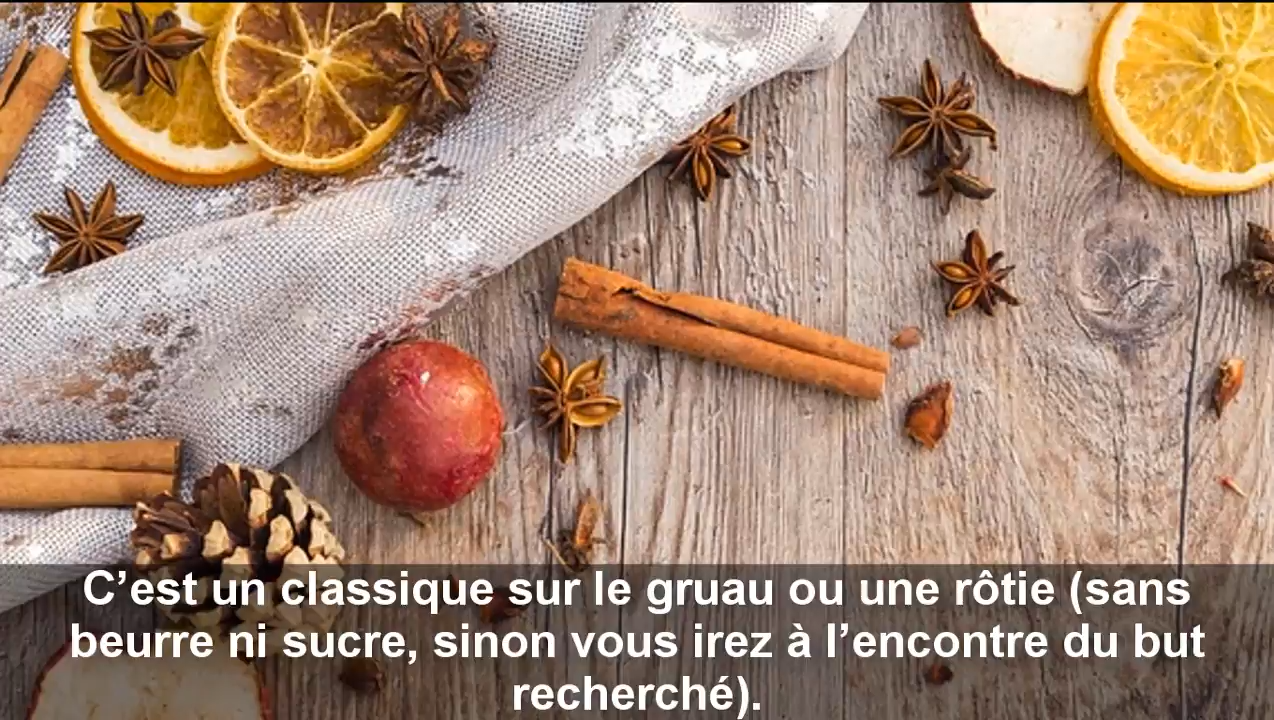 C’est un classique sur le gruau ou une rôtie (sans
beurre ni sucre, sinon vous irez à l’encontre du but
recherché).